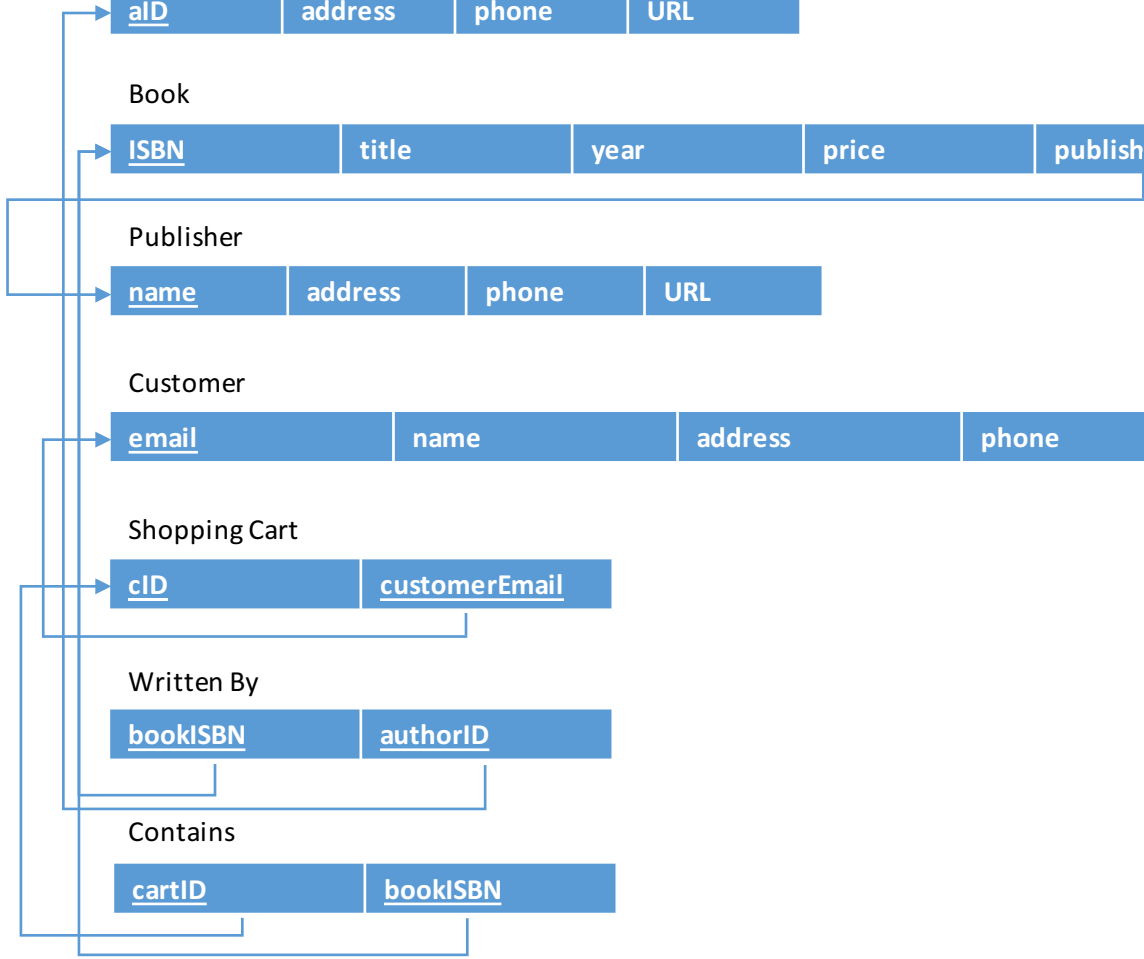 aID address phone URL
Book
ISBN title year price publish
Publisher
name address phone URL
Customer
email name address phone
Shopping Cart
cID customerEmail
Written By
bookISBN authorID
Contains
cartID bookISBN